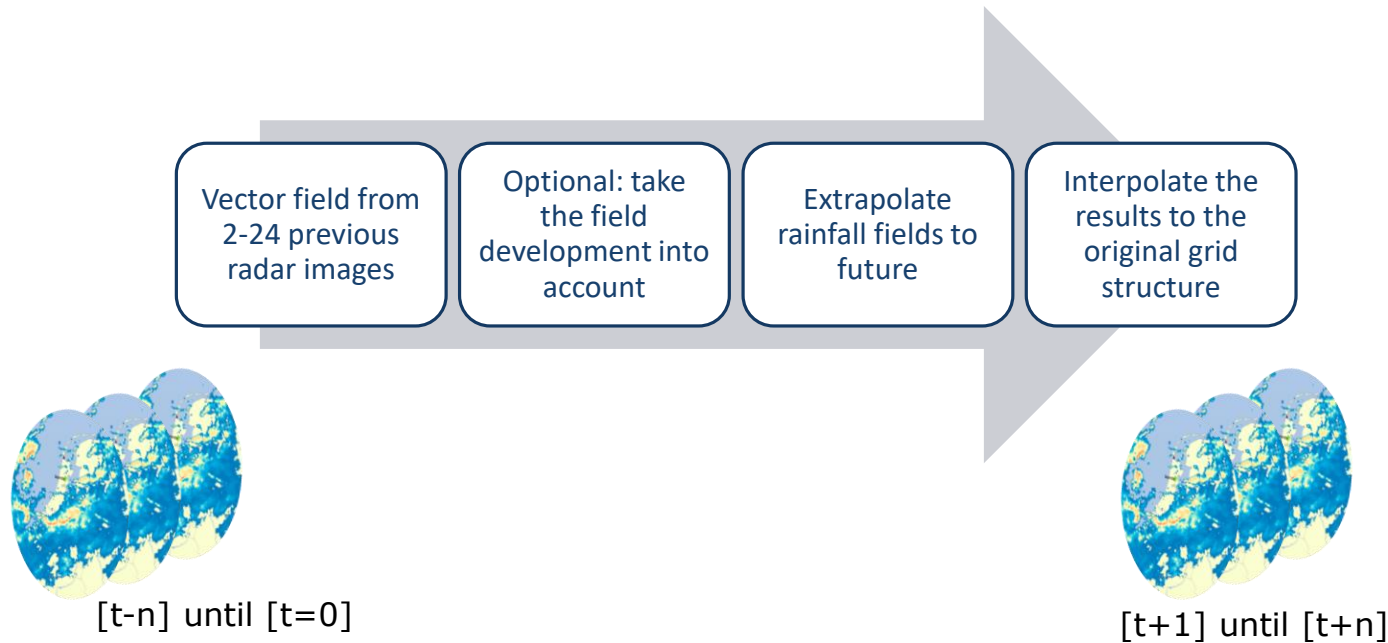 Vector field from
2-24 previous
radar images
Optional: take
the field
development into
account
Extrapolate
rainfall fields to
future
Interpolate the
results to the
original grid
structure
[t-n] until [t=0]
[t+1] until [t+n]